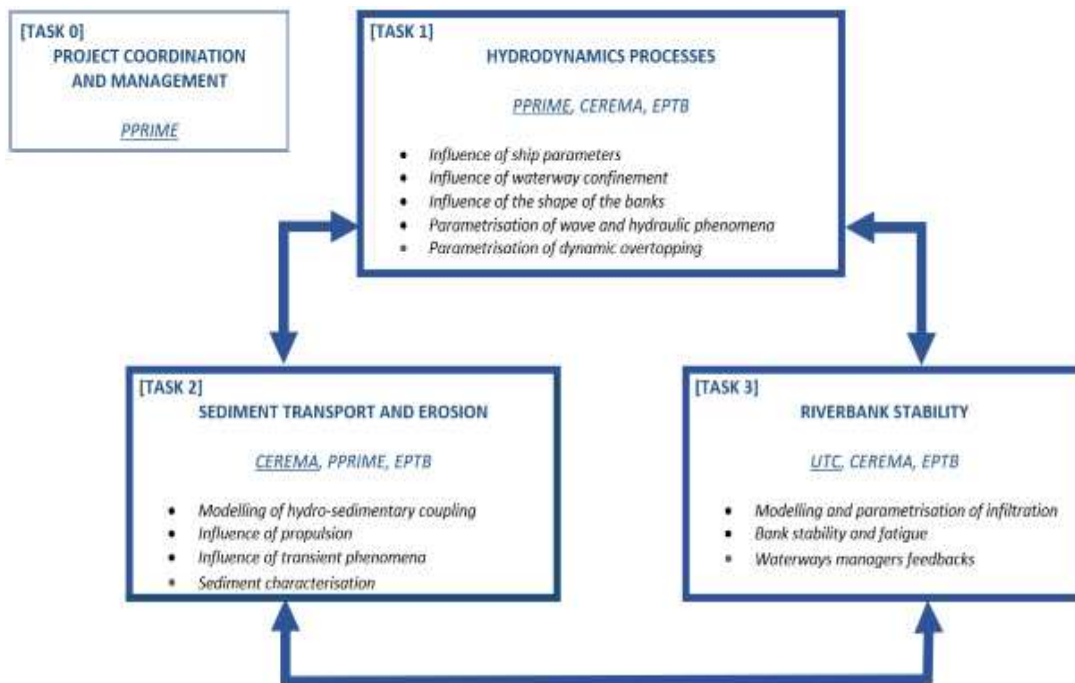 [TASK 0]
PROJECT COORDINATION
AND MANAGEMENT
PPRIME
[TASK 1]
HYDRODYNAMICS PROCESSES
PPRIME, CEREMA, EPTB
• Influence of ship parameters
• Influence of waterway confinement
• Influence of the shape of the banks
• Parametrisation of wave and hydraulic phenomena
• Parametrisation of dynamic overtopping
[TASK 2]
SEDIMENT TRANSPORT AND EROSION
CEREMA, PPRIME, EPTB
• Modelling of hydro-sedimentary coupling
• Influence of propulsion
• Influence of transient phenomena
• Sediment characterisation
[TASK 3]
RIVERBANK STABILITY
UTC, CEREMA, EPTB
• Modelling and parametrisation of infiltration
• Bank stability and fatigue
• Waterways managers feedbacks